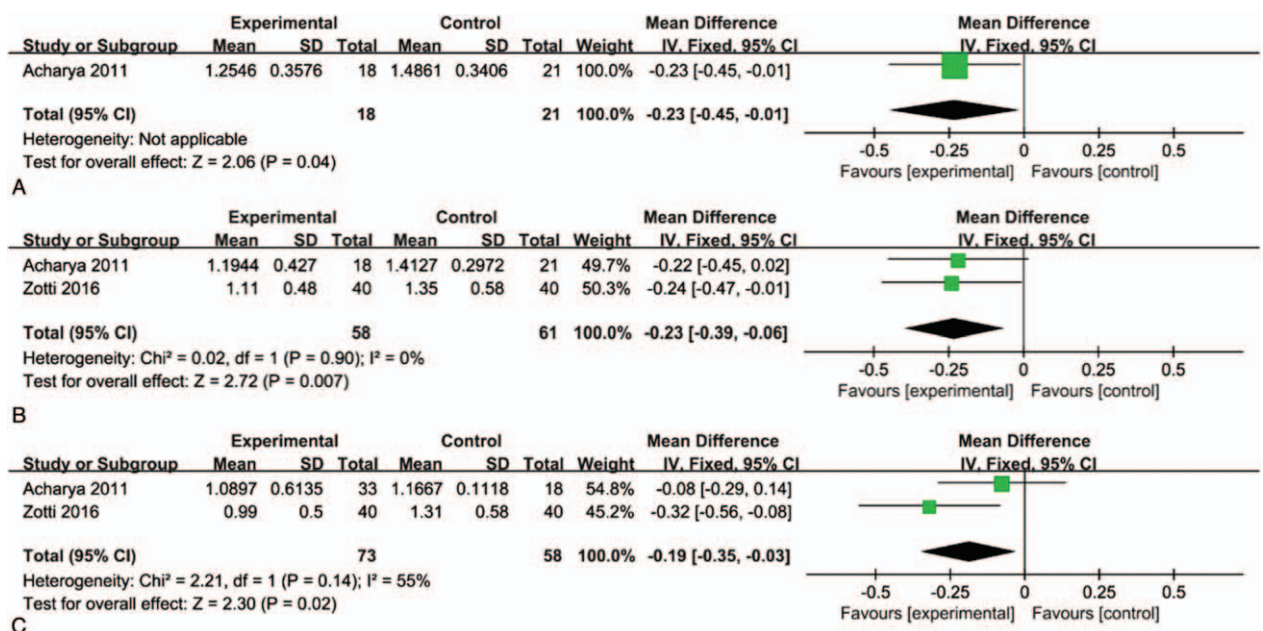 Experimental Control Mean Difference Mean Difference
Study or Subgroup Mean SD Total Mean SD Total Weight IV, Fixed, 95% CI IV, Fixed, 95% CI
Acharya 2011 1.2546 0.3576 18 1.4861 0.3406 21 100.0% -0.23 [-0.45, -0.01]
Total (95% CI) 18 21 100.0% -0.23 [-0.45, -0.01]
Heterogeneity: Not applicable
Test for overall effect: Z = 2.06 (P = 0.04)
-0.5 -0.25 0 0.25 0.5
Favours [experimental] Favours [control]
A
Experimental Control Mean Difference Mean Difference
Study or Subgroup Mean SD Total Mean SD Total Weight IV, Fixed, 95% CI IV, Fixed, 95% CI
Acharya 2011 1.1944 0.427 18 1.4127 0.2972 21 49.7% -0.22 [-0.45, 0.02]
Zotti 2016 1.11 0.48 40 1.35 0.58 40 50.3% -0.24 [-0.47, -0.01]
Total (95% CI) 58 61 100.0% -0.23 [-0.39, -0.06]
Heterogeneity: Chi² = 0.02, df = 1 (P = 0.90); I² = 0%
Test for overall effect: Z = 2.72 (P = 0.007)
-0.5 -0.25 0 0.25 0.5
Favours [experimental] Favours [control]
B
Experimental Control Mean Difference Mean Difference
Study or Subgroup Mean SD Total Mean SD Total Weight IV, Fixed, 95% CI IV, Fixed, 95% CI
Acharya 2011 1.0897 0.6135 33 1.1667 0.1118 18 54.8% -0.08 [-0.29, 0.14]
Zotti 2016 0.99 0.5 40 1.31 0.58 40 45.2% -0.32 [-0.56, -0.08]
Total (95% CI) 73 58 100.0% -0.19 [-0.35, -0.03]
Heterogeneity: Chi² = 2.21, df = 1 (P = 0.14); I² = 55%
Test for overall effect: Z = 2.30 (P = 0.02)
-0.5 -0.25 0 0.25 0.5
Favours [experimental] Favours [control]
C